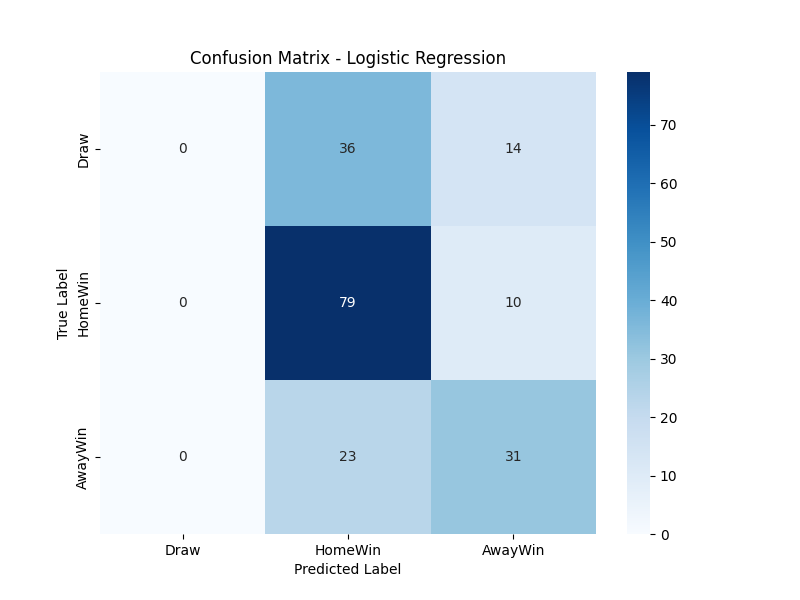 Confusion Matrix - Logistic Regression
True Label
Draw
HomeWin
AwayWin
0 36 14
0 79 10
0 23 31
Draw HomeWin AwayWin
Predicted Label
70
60
50
40
30
20
10
0